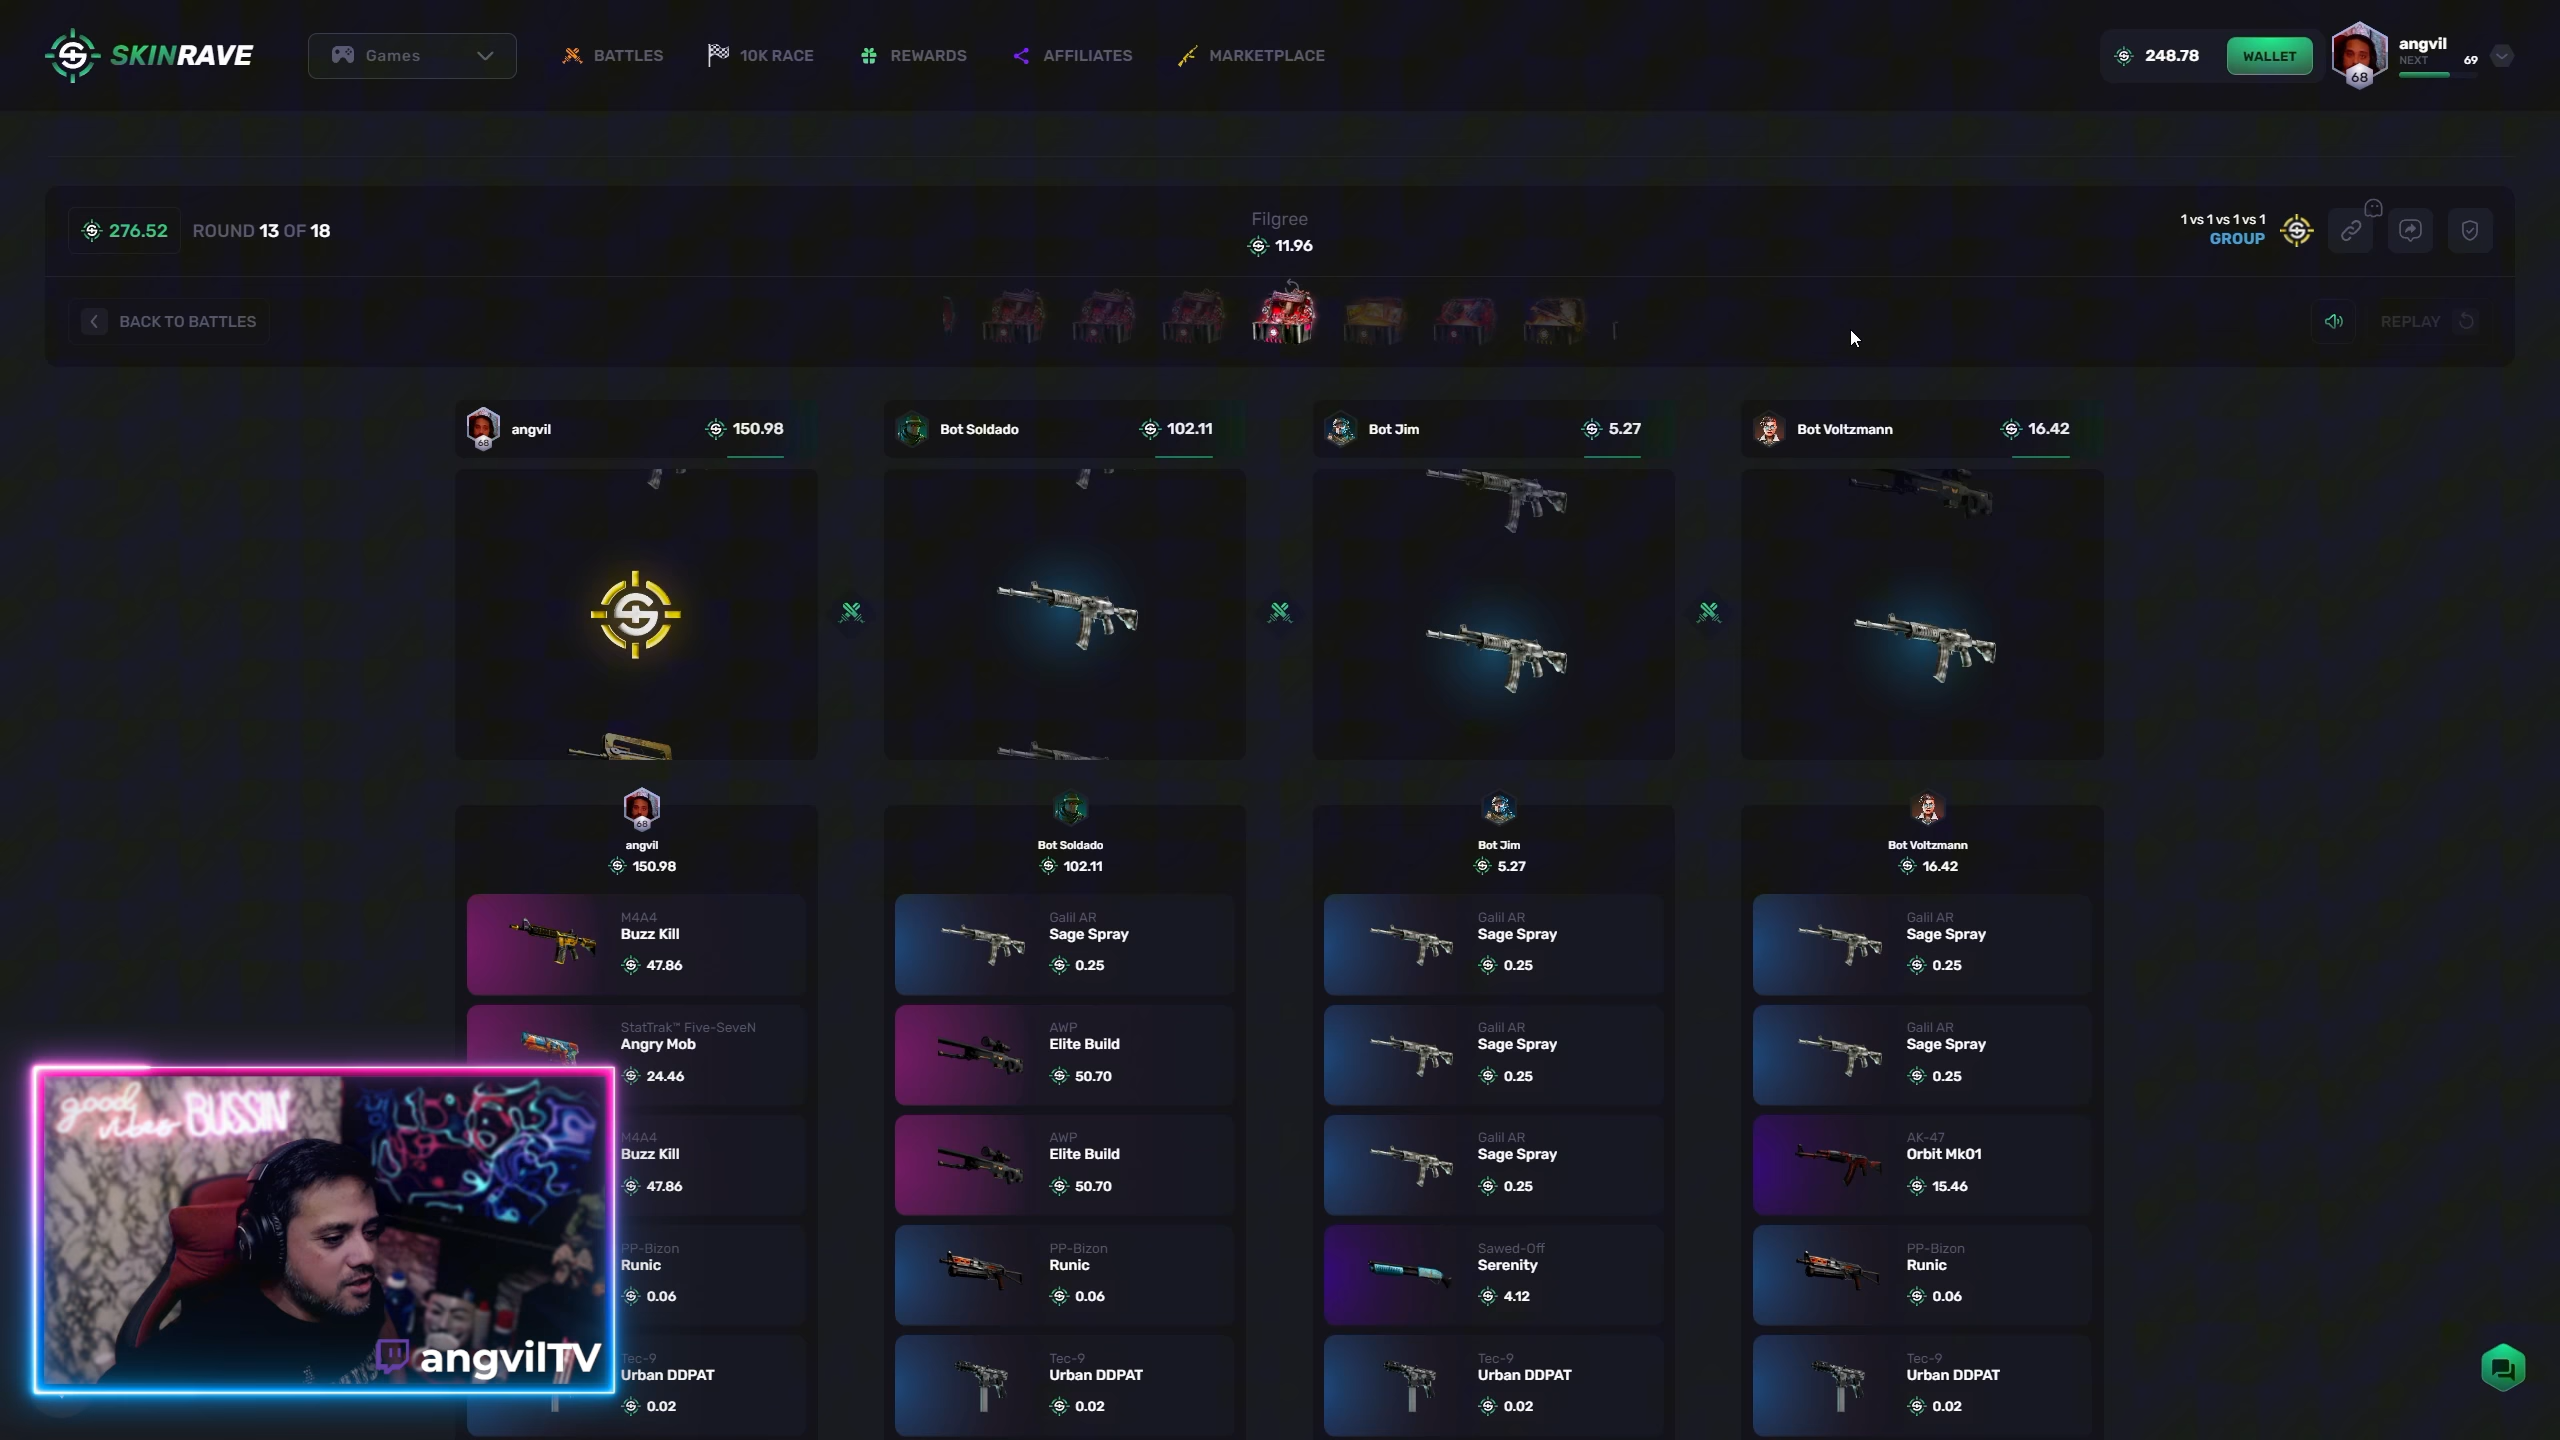 SKINRAVE
Games
BATTLES
10K RACE
REWARDS
AFFILIATES
MARKETPLACE
248.78
WALLET
68
angvil
NEXT 69
276.52
ROUND 13 OF 18
Filgree
11.96
1 vs 1 vs 1 vs 1
GROUP
BACK TO BATTLES
REPLAY
68
angvil
150.98
Bot Soldado
102.11
Bot Jim
5.27
Bot Voltzmann
16.42
68
angvil
150.98
Bot Soldado
102.11
Bot Jim
5.27
Bot Voltzmann
16.42
M4A4
Buzz Kill
47.86
Galil AR
Sage Spray
0.25
Galil AR
Sage Spray
0.25
Galil AR
Sage Spray
0.25
StatTrak™ Five-SeveN
Angry Mob
24.46
AWP
Elite Build
50.70
Galil AR
Sage Spray
0.25
Galil AR
Sage Spray
0.25
M4A4
Buzz Kill
47.86
AWP
Elite Build
50.70
Galil AR
Sage Spray
0.25
AK-47
Orbit Mk01
15.46
PP-Bizon
Runic
0.06
PP-Bizon
Runic
0.06
Sawed-Off
Serenity
4.12
PP-Bizon
Runic
0.06
Tec-9
Urban DDPAT
0.02
Tec-9
Urban DDPAT
0.02
Tec-9
Urban DDPAT
0.02
Tec-9
Urban DDPAT
0.02
good
vibes BUSSIN'
angvilTV